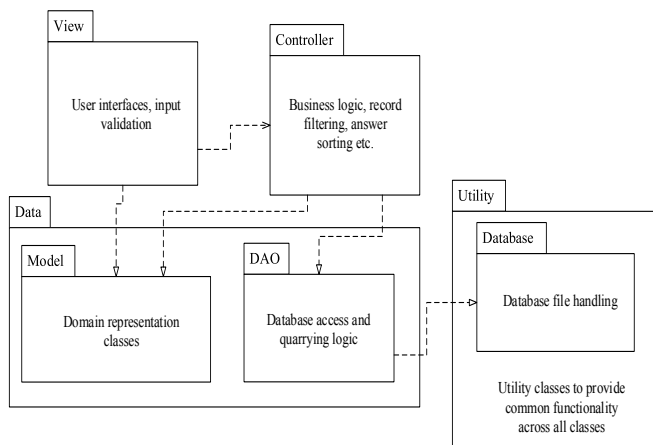 View
User interfaces, input
validation
Controller
Business logic, record
filtering, answer
sorting etc.
Data
Model
Domain representation
classes
DAO
Database access and
quarrying logic
Utility
Database
Database file handling
Utility classes to provide
common functionality
across all classes